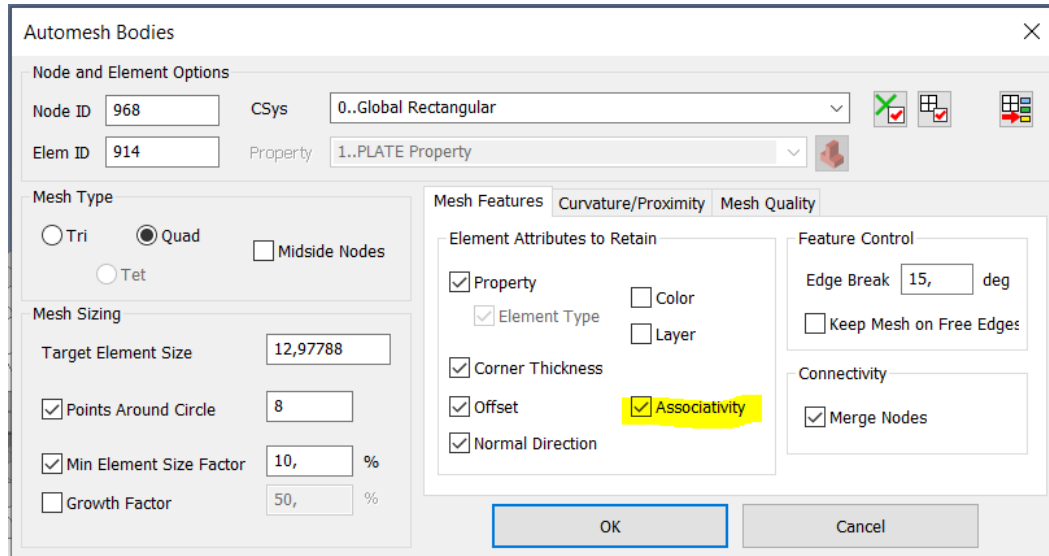 Automesh Bodies
Node and Element Options
Node ID 968 CSys 0..Global Rectangular
Elem ID 914 Property 1..PLATE Property
Mesh Type
Tri Quad Midside Nodes
Tet
Mesh Sizing
Target Element Size 12,97788
Points Around Circle 8
Min Element Size Factor 10, %
Growth Factor 50, %
Mesh Features Curvature/Proximity Mesh Quality
Element Attributes to Retain
Property
Element Type
Color
Layer
Corner Thickness
Offset Associativity
Normal Direction
Feature Control
Edge Break 15, deg
Keep Mesh on Free Edges
Connectivity
Merge Nodes
OK Cancel